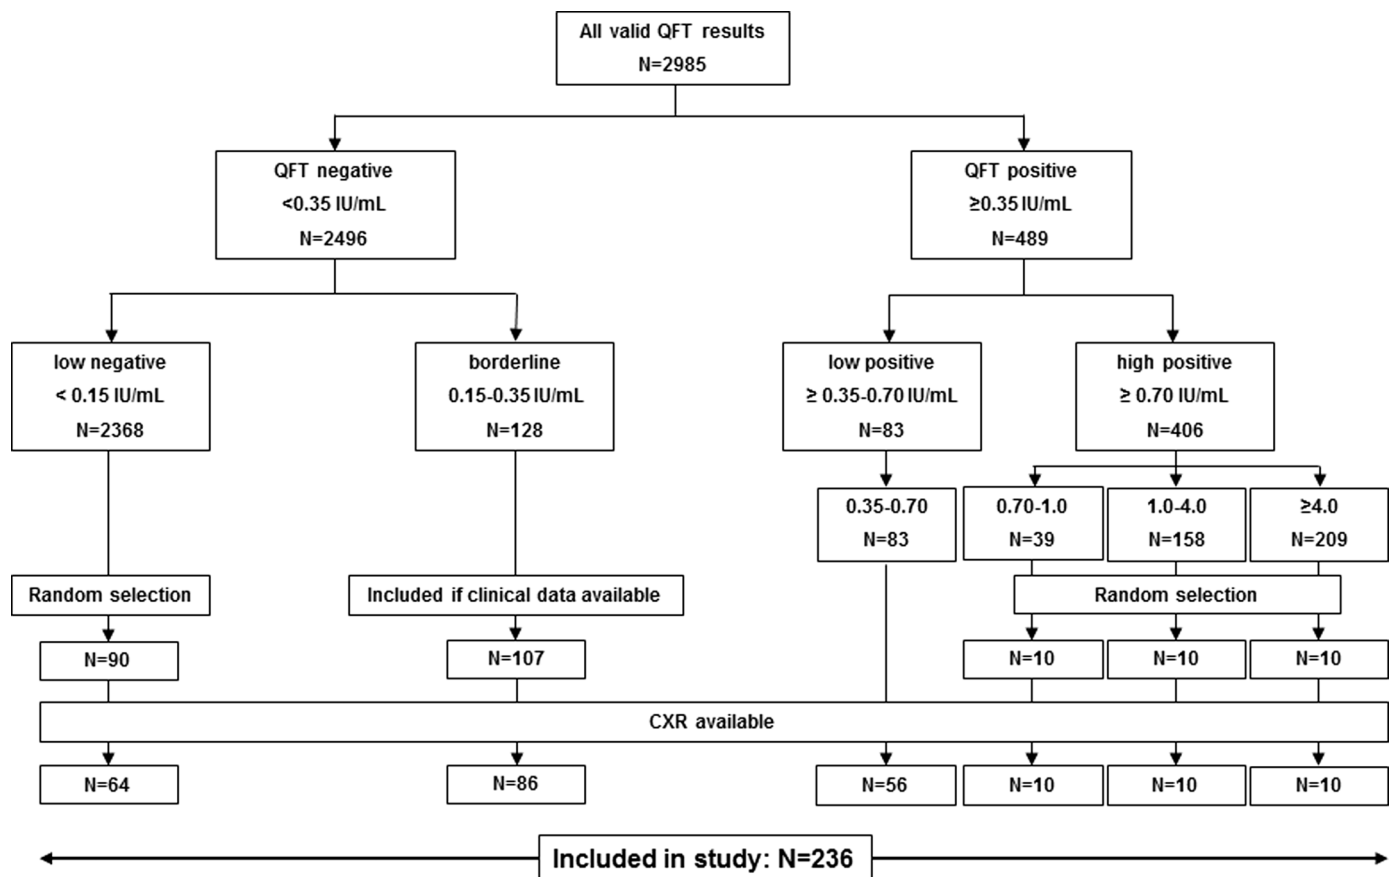 All valid QFT results
N=2985
QFT negative
<0.35 IU/mL
N=2496
QFT positive
≥0.35 IU/mL
N=489
low negative
< 0.15 IU/mL
N=2368
borderline
0.15-0.35 IU/mL
N=128
low positive
≥ 0.35-0.70 IU/mL
N=83
high positive
≥ 0.70 IU/mL
N=406
0.35-0.70
N=83
0.70-1.0
N=39
1.0-4.0
N=158
≥4.0
N=209
Random selection
Included if clinical data available
Random selection
N=90
N=107
N=10
N=10
N=10
CXR available
N=64
N=86
N=56
N=10
N=10
N=10
Included in study: N=236